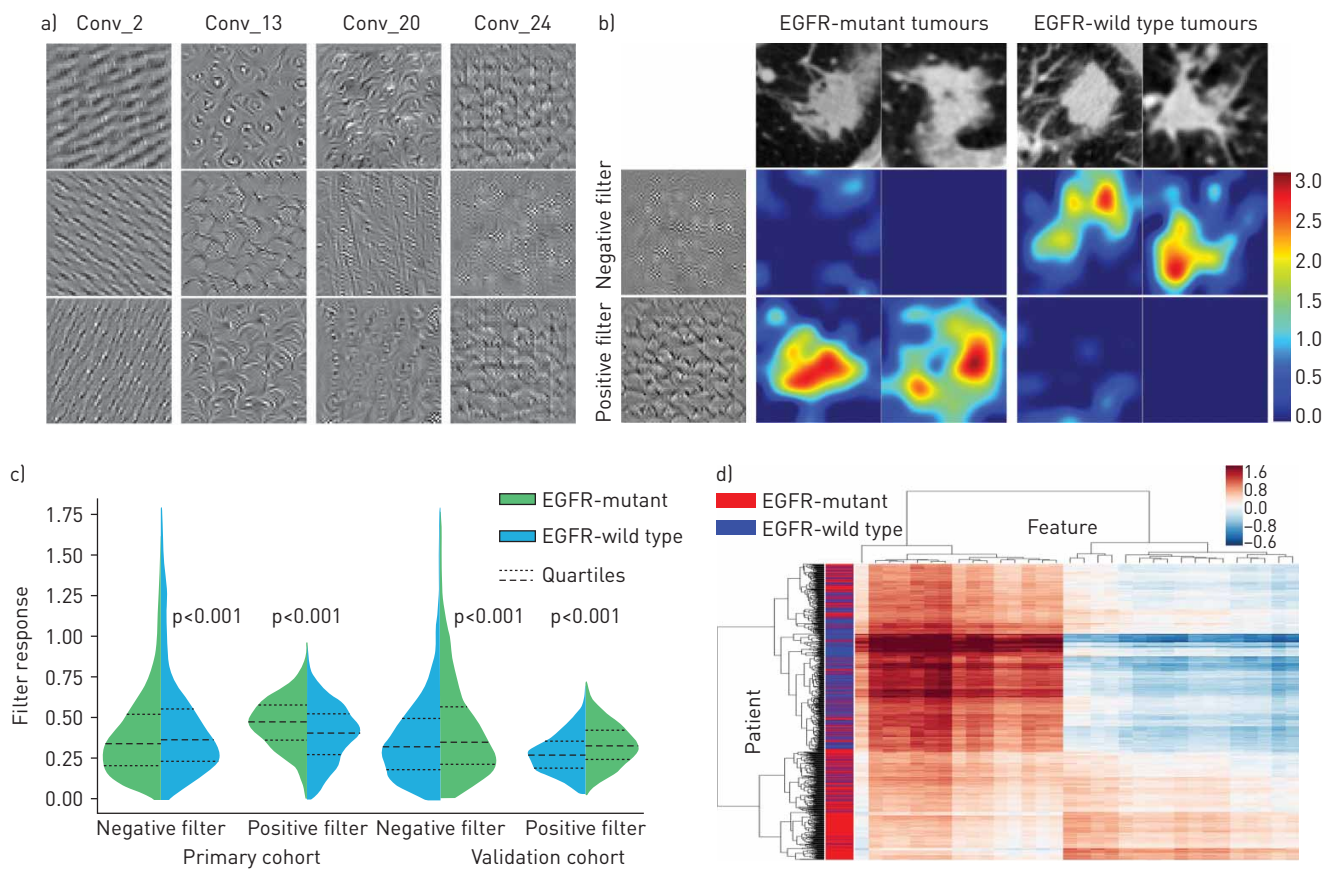 a)
Conv_2
Conv_13
Conv_20
Conv_24
b)
EGFR-mutant tumours
EGFR-wild type tumours
Negative filter
Positive filter
3.0
2.5
2.0
1.5
1.0
0.5
0.0
c)
Filter response
1.75
1.50
1.25
1.00
0.75
0.50
0.25
0.00
EGFR-mutant
EGFR-wild type
Quartiles
p<0.001
p<0.001
p<0.001
p<0.001
Negative filter
Positive filter
Negative filter
Positive filter
Primary cohort
Validation cohort
d)
EGFR-mutant
EGFR-wild type
Feature
1.6
0.8
0.0
−0.8
−0.6
Patient